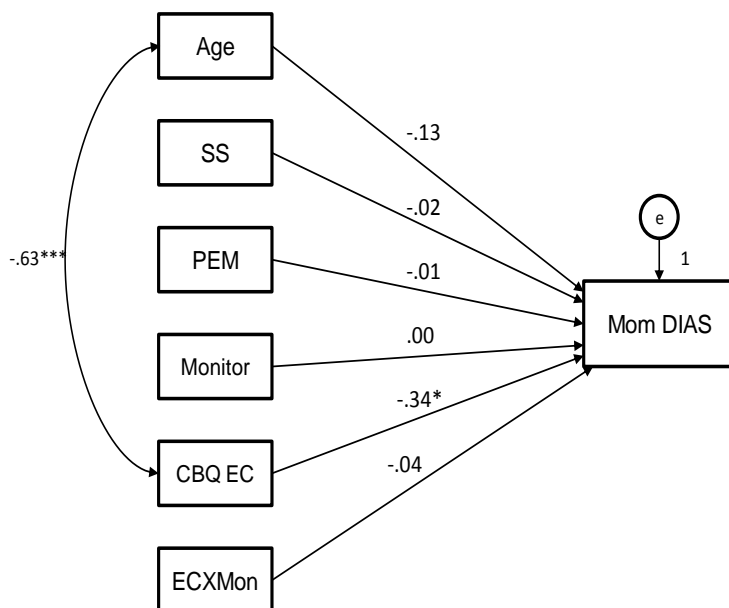 Age
-.13
SS
-.02
e
-.63***
PEM
-.01
1
Mom DIAS
.00
Monitor
-.34*
CBQ EC
-.04
ECXMon